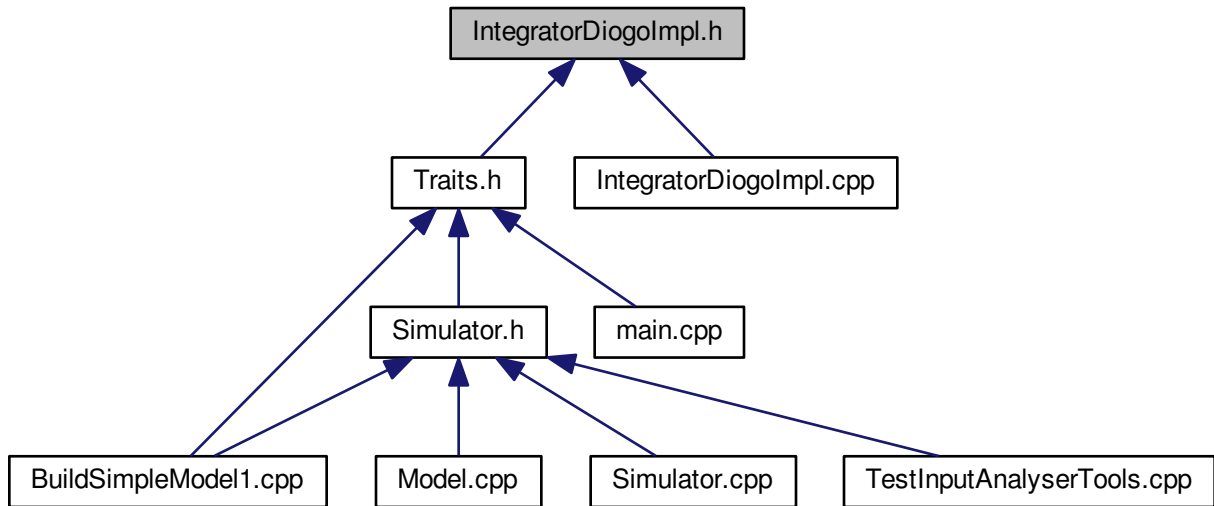 IntegratorDiogoImpl.h
Traits.h
IntegratorDiogoImpl.cpp
Simulator.h
main.cpp
BuildSimpleModel1.cpp
Model.cpp
Simulator.cpp
TestInputAnalyserTools.cpp